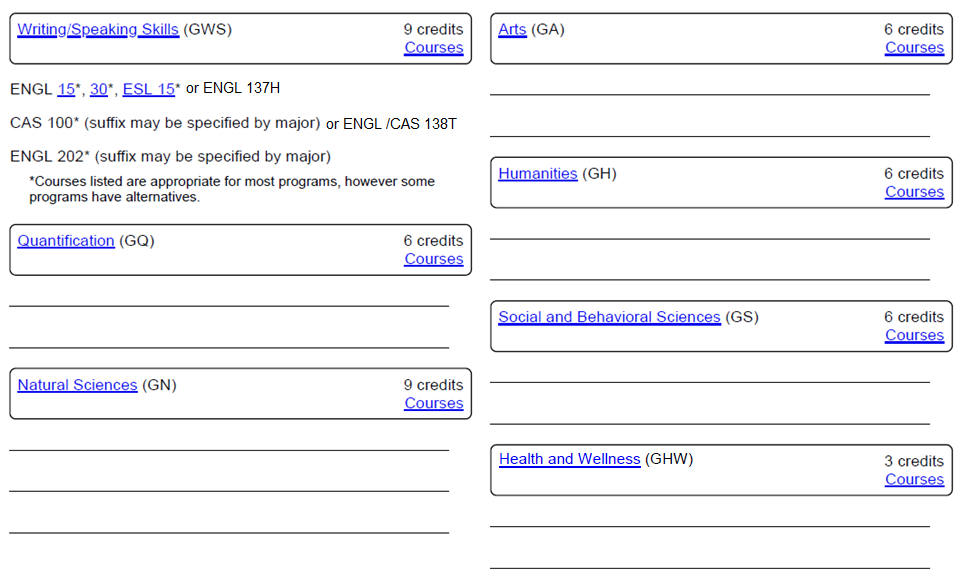 Writing/Speaking Skills (GWS) 9 credits
Courses
ENGL 15*, 30*, ESL 15* or ENGL 137H
CAS 100* (suffix may be specified by major) or ENGL /CAS 138T
ENGL 202* (suffix may be specified by major)
*Courses listed are appropriate for most programs, however some
programs have alternatives.
Quantification (GQ) 6 credits
Courses
Natural Sciences (GN) 9 credits
Courses
Arts (GA) 6 credits
Courses
Humanities (GH) 6 credits
Courses
Social and Behavioral Sciences (GS) 6 credits
Courses
Health and Wellness (GHW) 3 credits
Courses